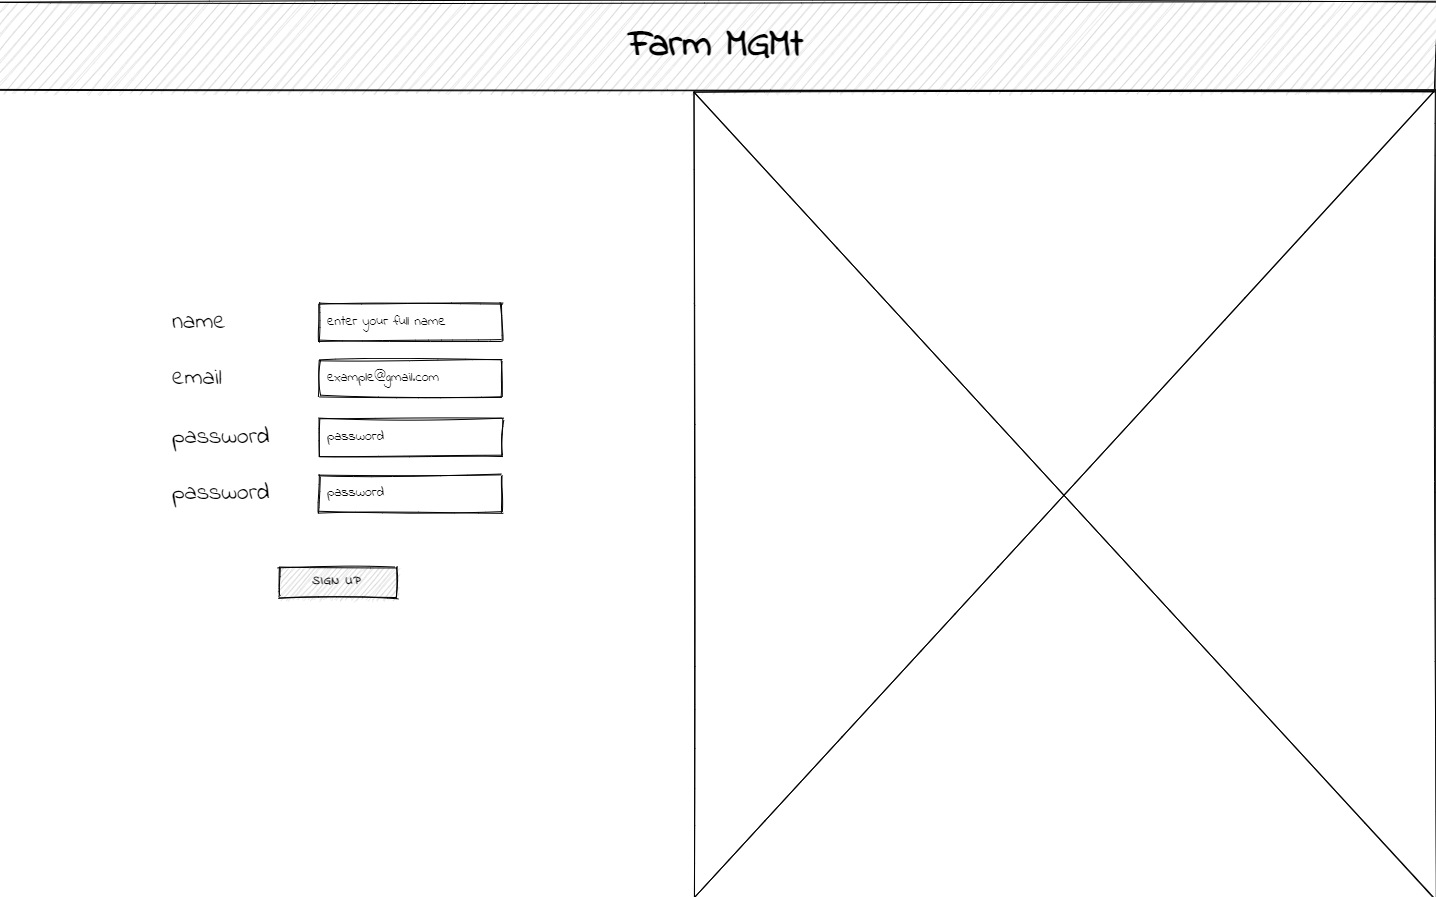 Farm MGMt
name
enter your full name
email
example@gmail.com
password
password
password
password
SIGN UP